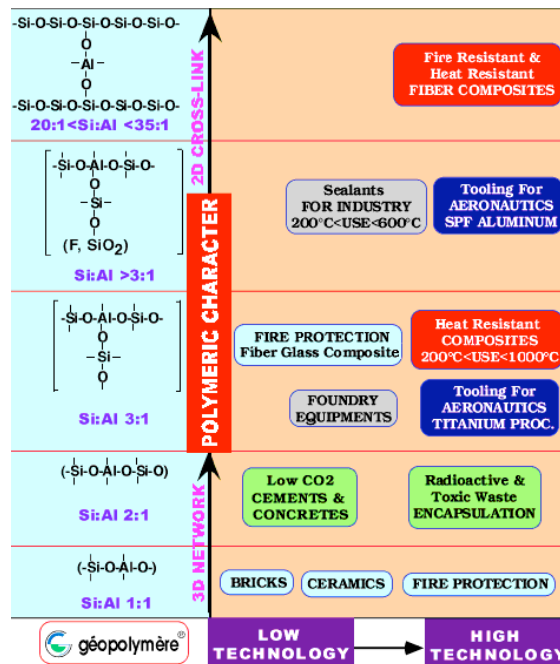 -Si-O-Si-O-Si-O-Si-O-Si-O-
O
-Al-
O
-Si-O-Si-O-Si-O-Si-O-Si-O-
20:1<Si:Al <35:1
Fire Resistant &
Heat Resistant
FIBER COMPOSITES
2D CROSS-LINK
-Si-O-Al-O-Si-O-
O
-Si-
O
(F, SiO2)
Si:Al >3:1
Sealants
FOR INDUSTRY
200°C<USE<600°C
Tooling For
AERONAUTICS
SPF ALUMINUM
POLYMERIC CHARACTER
-Si-O-Al-O-Si-O-
O
-Si-
O
Si:Al 3:1
FIRE PROTECTION
Fiber Glass Composite
Heat Resistant
COMPOSITES
200°C<USE<1000°C
FOUNDRY
EQUIPMENTS
Tooling For
AERONAUTICS
TITANIUM PROC.
(-Si-O-Al-O-Si-O)
Si:Al 2:1
Low CO2
CEMENTS &
CONCRETES
Radioactive &
Toxic Waste
ENCAPSULATION
3D NETWORK
(-Si-O-Al-O-)
Si:Al 1:1
BRICKS
CERAMICS
FIRE PROTECTION
géopolymère®
LOW
TECHNOLOGY
HIGH
TECHNOLOGY